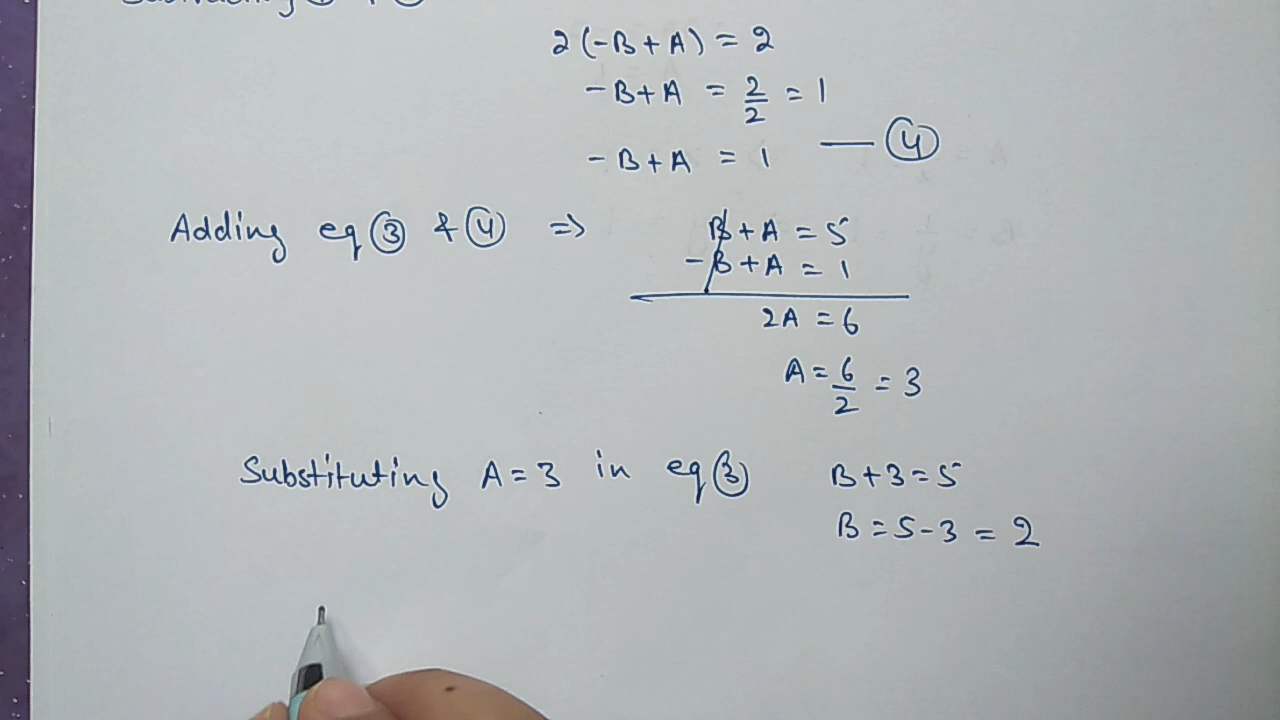 2(-B+A) = 2
-B+A = 2/2 = 1
-B+A = 1 — ④
Adding eq ③ & ④ ⇒ B+A = 5
-B+A = 1
2A = 6
A = 6/2 = 3
Substituting A=3 in eq ③ B+3=5
B=5-3 = 2